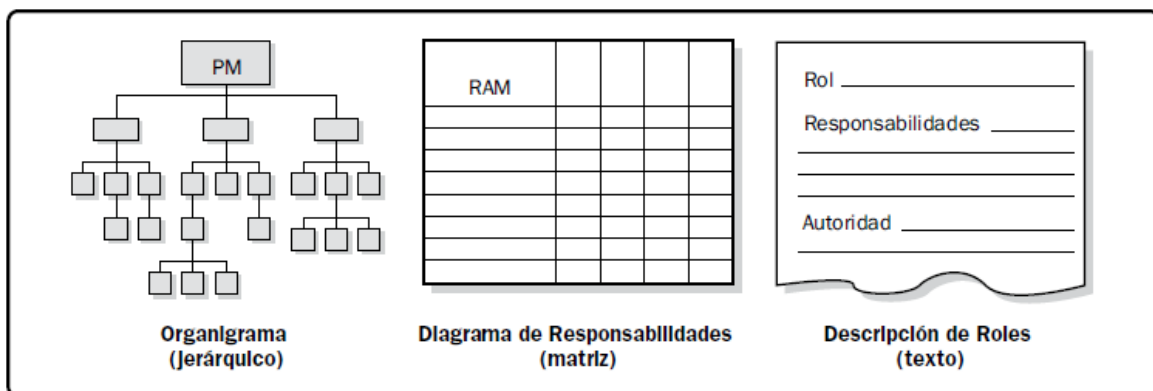 PM
RAM
Rol
Responsabilidades
Autoridad
Organigrama
(jerárquico)
Diagrama de Responsabilidades
(matriz)
Descripción de Roles
(texto)